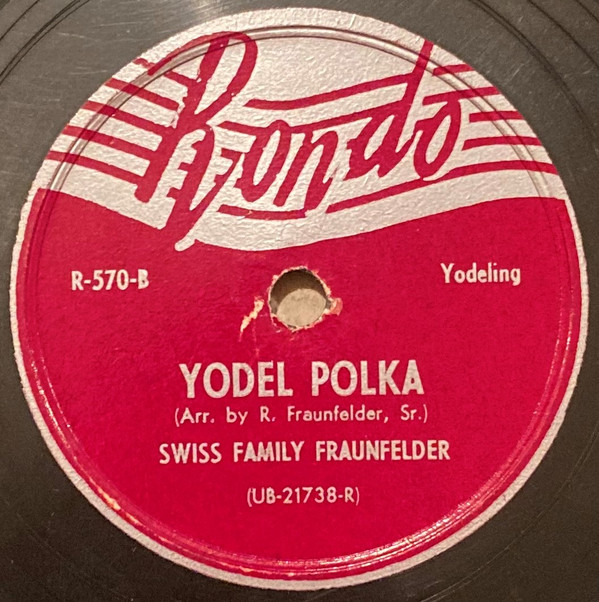 Rondo
R-570-B
Yodeling
YODEL POLKA
(Arr. by R. Fraunfelder, Sr.)
SWISS FAMILY FRAUNFELDER
(UB-21738-R)